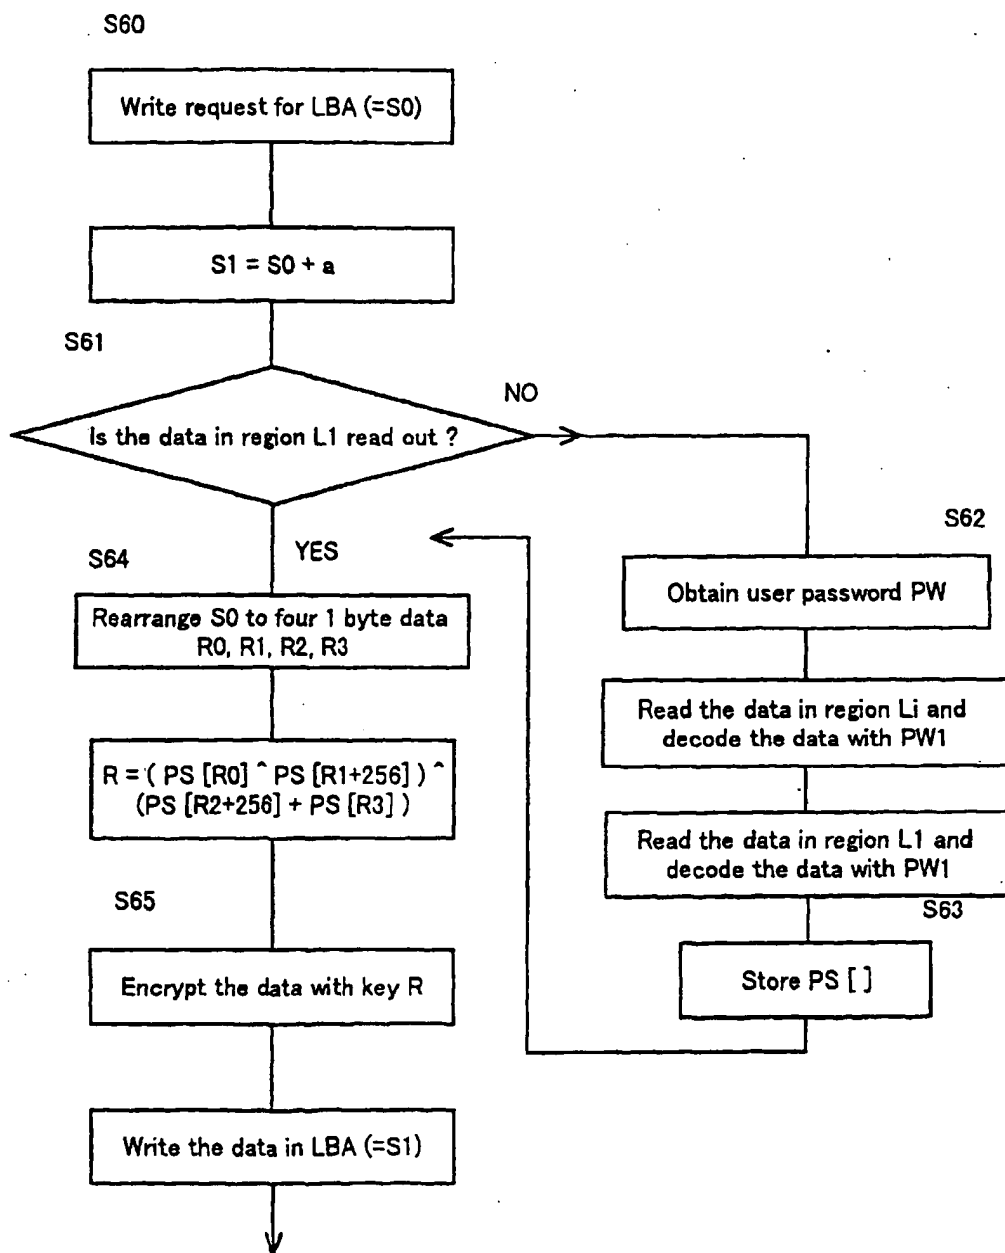 S60
Write request for LBA (=S0)
S1 = S0 + a
S61
Is the data in region L1 read out ?
NO
YES
S62
Obtain user password PW
Read the data in region Li and
decode the data with PW1
Read the data in region L1 and
decode the data with PW1
S63
Store PS [ ]
S64
Rearrange S0 to four 1 byte data
R0, R1, R2, R3
R = ( PS [R0] ^ PS [R1+256] ) ^
(PS [R2+256] + PS [R3] )
S65
Encrypt the data with key R
Write the data in LBA (=S1)